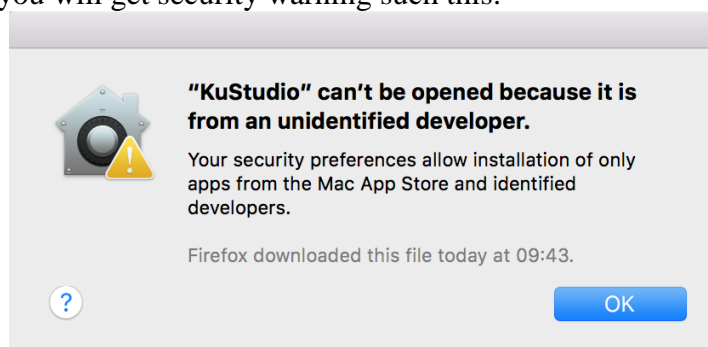 you will get security warning such this:
“KuStudio” can’t be opened because it is
from an unidentified developer.
Your security preferences allow installation of only
apps from the Mac App Store and identified
developers.
Firefox downloaded this file today at 09:43.
?
OK